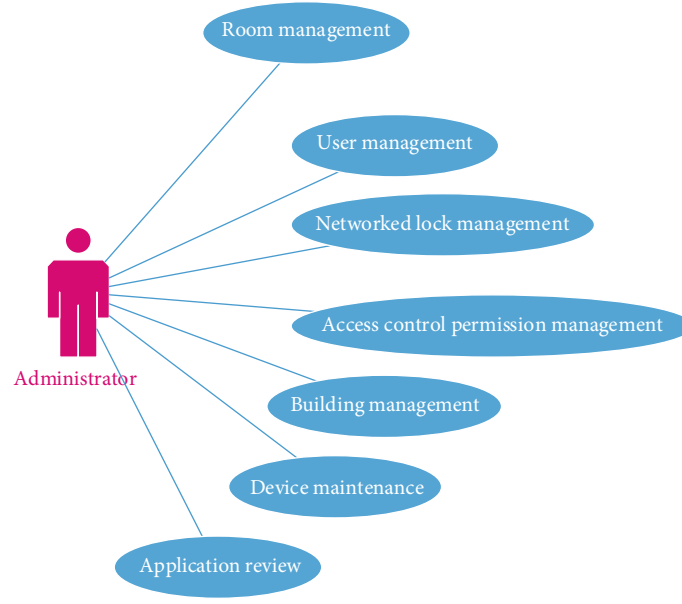 Room management
User management
Networked lock management
Access control permission management
Administrator
Building management
Device maintenance
Application review